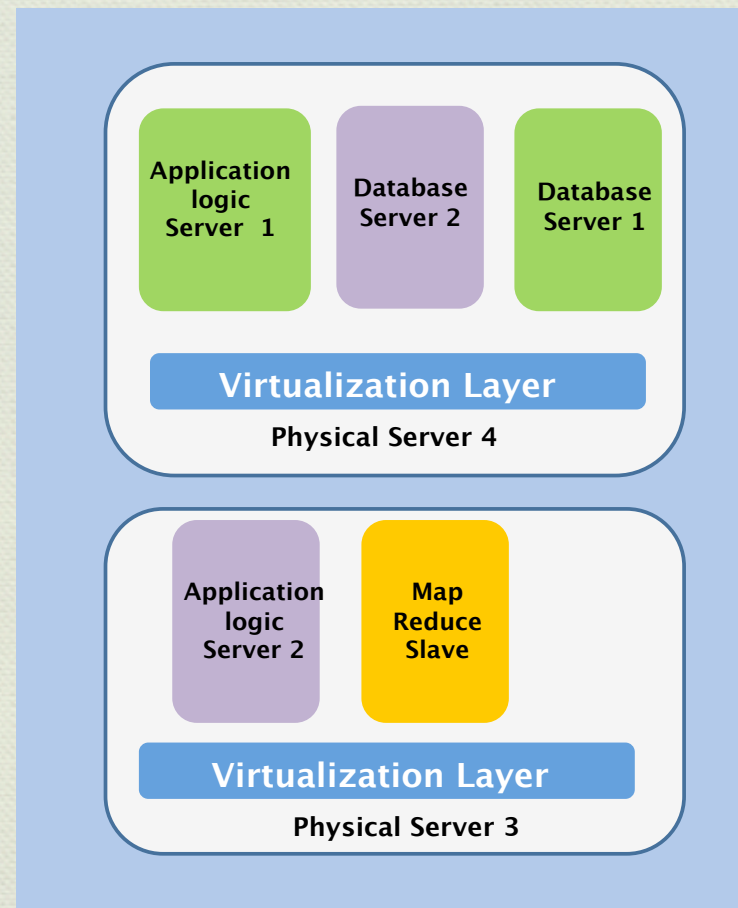 Application
logic
Server 1
Database
Server 2
Database
Server 1
Virtualization Layer
Physical Server 4
Application
logic
Server 2
Map
Reduce
Slave
Virtualization Layer
Physical Server 3